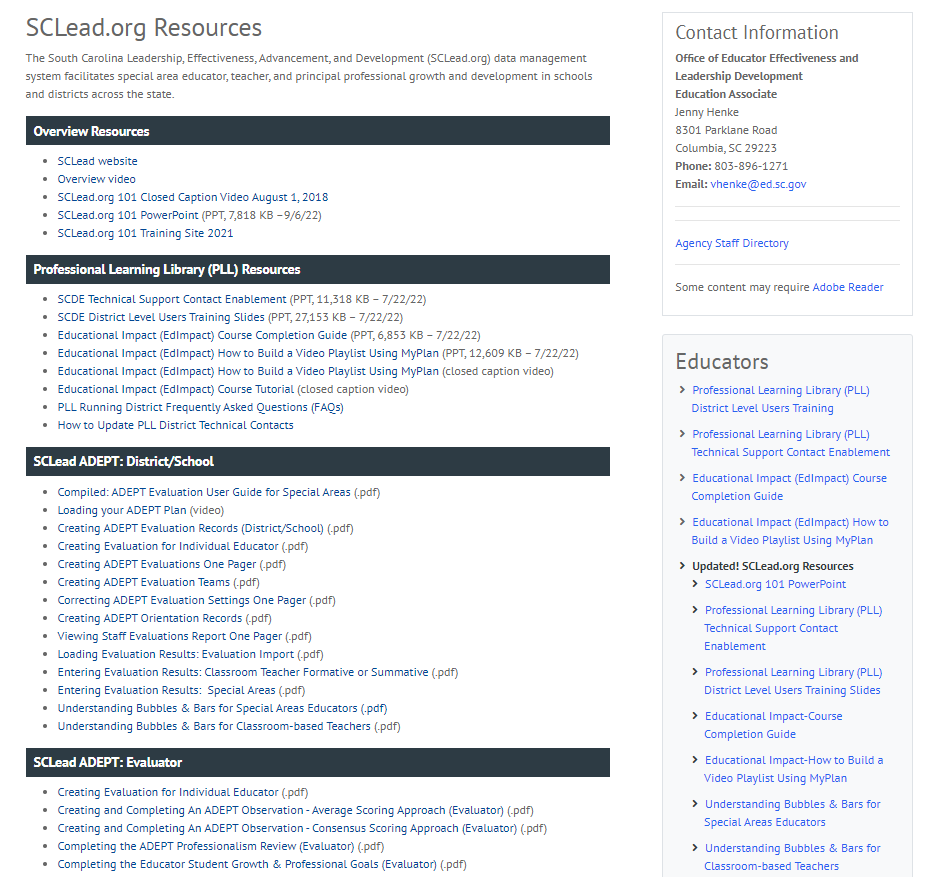 SCLead.org Resources
The South Carolina Leadership, Effectiveness, Advancement, and Development (SCLead.org) data management
system facilitates special area educator, teacher, and principal professional growth and development in schools
and districts across the state.
Overview Resources
SCLead website
Overview video
SCLead.org 101 Closed Caption Video August 1, 2018
SCLead.org 101 PowerPoint (PPT, 7,818 KB –9/6/22)
SCLead.org 101 Training Site 2021
Professional Learning Library (PLL) Resources
SCDE Technical Support Contact Enablement (PPT, 11,318 KB – 7/22/22)
SCDE District Level Users Training Slides (PPT, 27,153 KB – 7/22/22)
Educational Impact (EdImpact) Course Completion Guide (PPT, 6,853 KB – 7/22/22)
Educational Impact (EdImpact) How to Build a Video Playlist Using MyPlan (PPT, 12,609 KB – 7/22/22)
Educational Impact (EdImpact) How to Build a Video Playlist Using MyPlan (closed caption video)
Educational Impact (EdImpact) Course Tutorial (closed caption video)
PLL Running District Frequently Asked Questions (FAQs)
How to Update PLL District Technical Contacts
SCLead ADEPT: District/School
Compiled: ADEPT Evaluation User Guide for Special Areas (.pdf)
Loading your ADEPT Plan (video)
Creating ADEPT Evaluation Records (District/School) (.pdf)
Creating Evaluation for Individual Educator (.pdf)
Creating ADEPT Evaluations One Pager (.pdf)
Creating ADEPT Evaluation Teams (.pdf)
Correcting ADEPT Evaluation Settings One Pager (.pdf)
Creating ADEPT Orientation Records (.pdf)
Viewing Staff Evaluations Report One Pager (.pdf)
Loading Evaluation Results: Evaluation Import (.pdf)
Entering Evaluation Results: Classroom Teacher Formative or Summative (.pdf)
Entering Evaluation Results:  Special Areas (.pdf)
Understanding Bubbles & Bars for Special Areas Educators (.pdf)
Understanding Bubbles & Bars for Classroom-based Teachers (.pdf)
SCLead ADEPT: Evaluator
Creating Evaluation for Individual Educator (.pdf)
Creating and Completing An ADEPT Observation - Average Scoring Approach (Evaluator) (.pdf)
Creating and Completing An ADEPT Observation - Consensus Scoring Approach (Evaluator) (.pdf)
Completing the ADEPT Professionalism Review (Evaluator) (.pdf)
Completing the Educator Student Growth & Professional Goals (Evaluator) (.pdf)
Contact Information
Office of Educator Effectiveness and
Leadership Development
Education Associate
Jenny Henke
8301 Parklane Road
Columbia, SC 29223
Phone: 803-896-1271
Email: vhenke@ed.sc.gov
Agency Staff Directory
Some content may require Adobe Reader
Educators
Professional Learning Library (PLL)
District Level Users Training
Professional Learning Library (PLL)
Technical Support Contact Enablement
Educational Impact (EdImpact) Course
Completion Guide
Educational Impact (EdImpact) How to
Build a Video Playlist Using MyPlan
Updated! SCLead.org Resources
SCLead.org 101 PowerPoint
Professional Learning Library (PLL)
Technical Support Contact
Enablement
Professional Learning Library (PLL)
District Level Users Training Slides
Educational Impact-Course
Completion Guide
Educational Impact-How to Build a
Video Playlist Using MyPlan
Understanding Bubbles & Bars for
Special Areas Educators
Understanding Bubbles & Bars for
Classroom-based Teachers